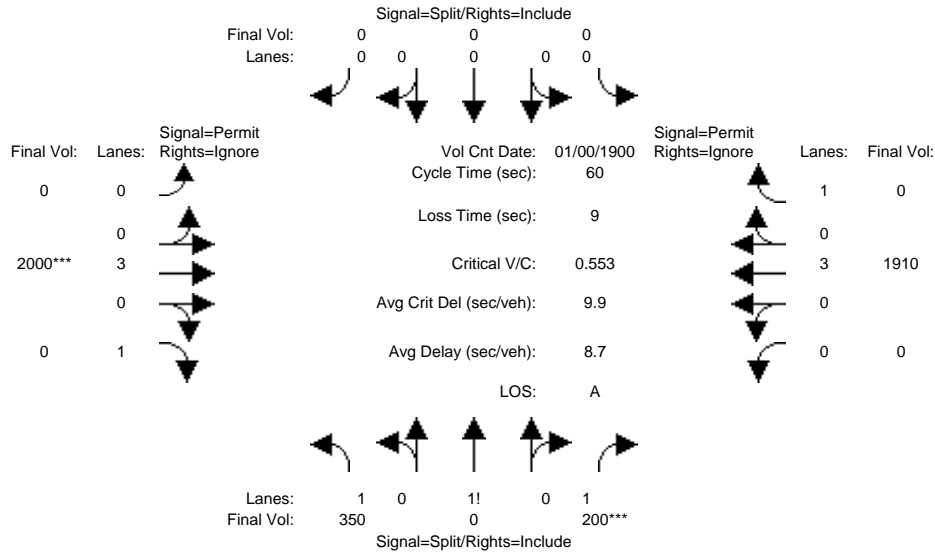 Signal=Split/Rights=Include
Final Vol: 0 0 0
Lanes: 0 0 0 0 0
Signal=Permit Signal=Permit
Final Vol: Lanes: Rights=Ignore Vol Cnt Date: 01/00/1900 Rights=Ignore Lanes: Final Vol:
Cycle Time (sec): 60
0 0 1 0
Loss Time (sec): 9
0 0
2000*** 3 Critical V/C: 0.553 3 1910
0 Avg Crit Del (sec/veh): 9.9 0
0 1 Avg Delay (sec/veh): 8.7 0 0
LOS: A
Lanes: 1 0 1! 0 1
Final Vol: 350 0 200***
Signal=Split/Rights=Include